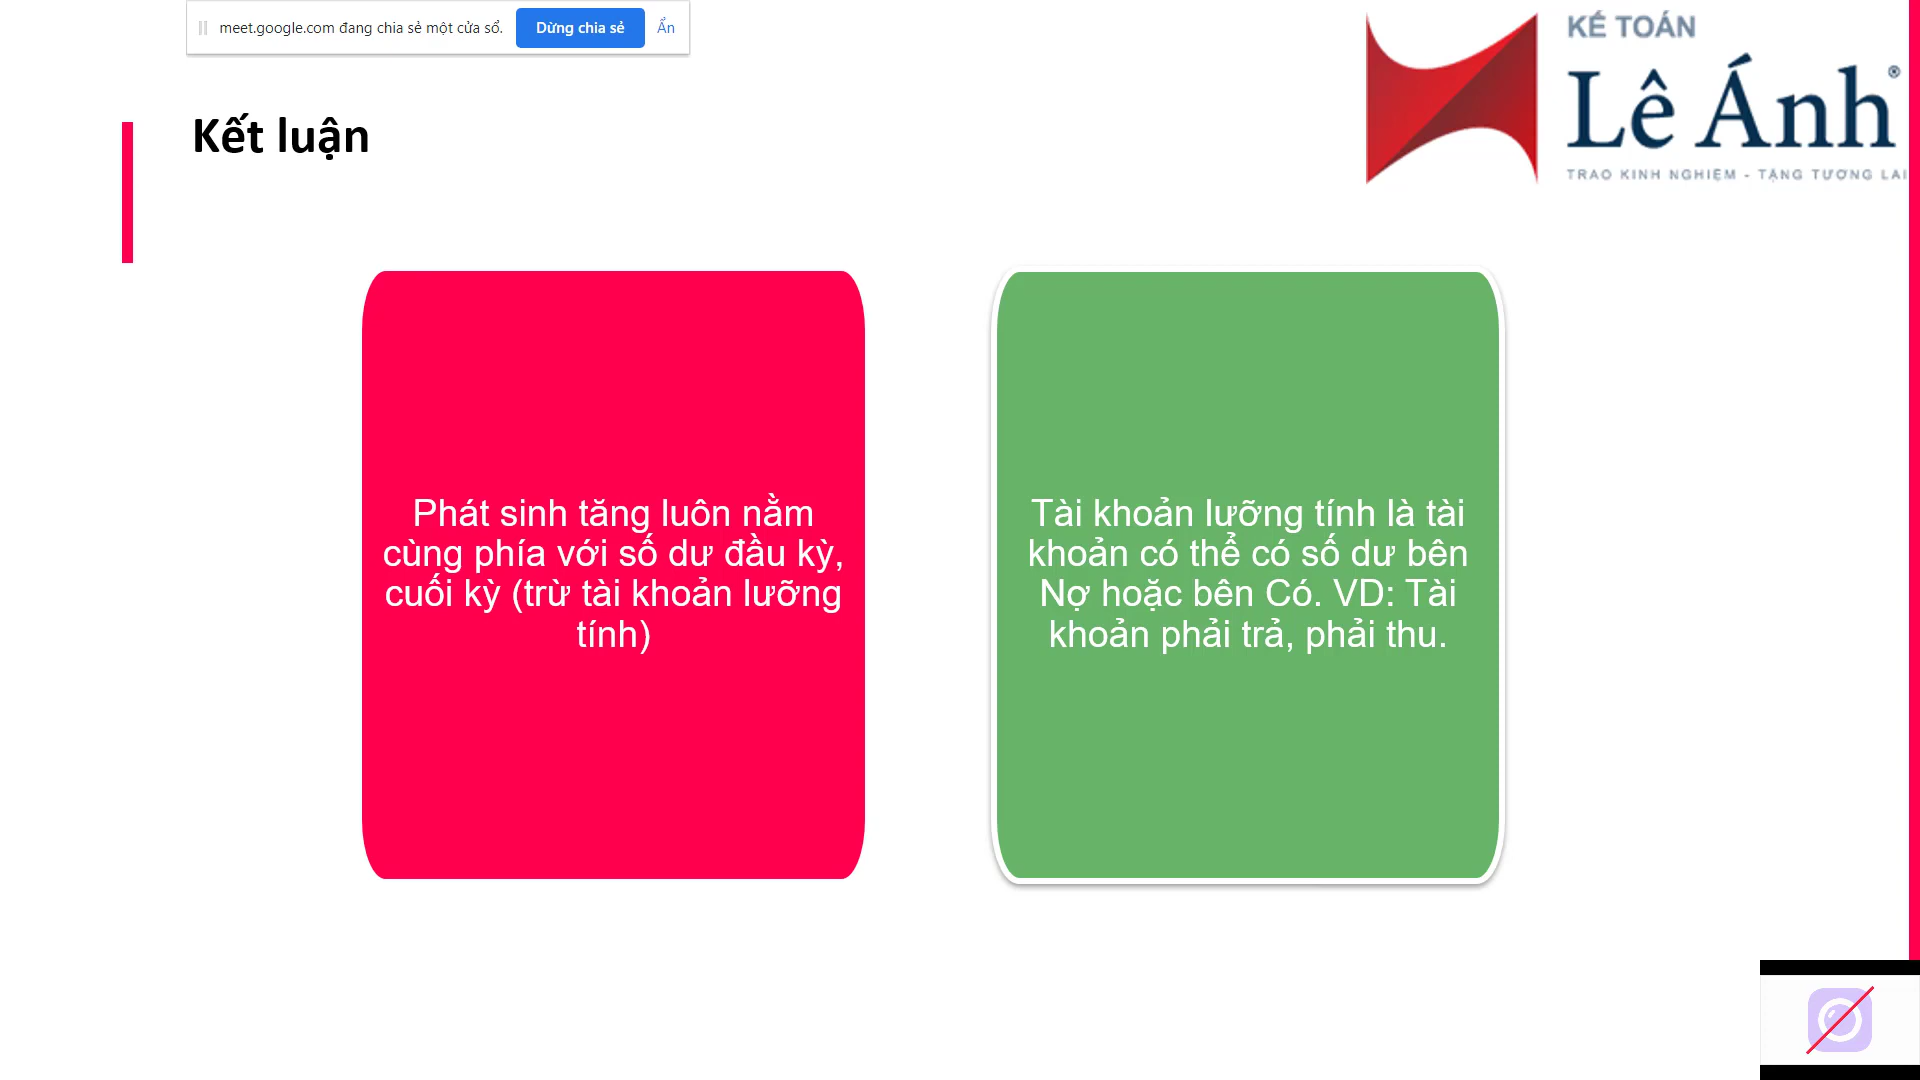 meet.google.com đang chia sẻ một cửa sổ. Dừng chia sẻ Ẩn
KẾ TOÁN
Lê Ánh®
TRAO KINH NGHIỆM - TẶNG TƯƠNG LAI
Kết luận
Phát sinh tăng luôn nằm
cùng phía với số dư đầu kỳ,
cuối kỳ (trừ tài khoản lưỡng
tính)
Tài khoản lưỡng tính là tài
khoản có thể có số dư bên
Nợ hoặc bên Có. VD: Tài
khoản phải trả, phải thu.